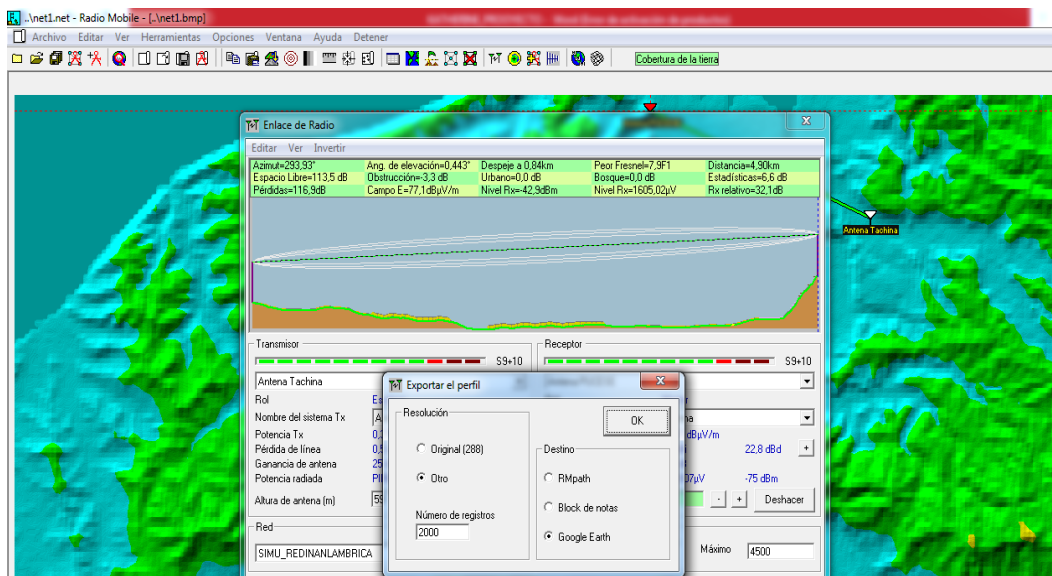 ..\net1.net - Radio Mobile - [..\net1.bmp]
Archivo Editar Ver Herramientas Opciones Ventana Ayuda Detener
Cobertura de la tierra
Enlace de Radio
Editar Ver Invertir
Azimut=293,93° Ang. de elevación=0,443° Despeje a 0,84km Peor Fresnel=7,9F1 Distancia=4,90km
Espacio Libre=113,5 dB Obstrucción=-3,3 dB Urbano=0,0 dB Bosque=0,0 dB Estadísticas=6,6 dB
Pérdidas=116,9dB Campo E=77,1dBµV/m Nivel Rx=-42,9dBm Nivel Rx=1605,02µV Rx relativo=32,1dB
Antena Tachina
Transmisor
S9+10
Receptor
S9+10
Antena Tachina
Rol
Nombre del sistema Tx
Potencia Tx
Pérdida de línea
Ganancia de antena
Potencia radiada
Altura de antena (m)
dBµV/m
22,8 dBd +
-75 dBm
- + Deshacer
Red
SIMU_REDINANLAMBRICA
Máximo 4500
Exportar el perfil
Resolución
Original (288)
Otro
Número de registros
2000
OK
Destino
RMpath
Block de notas
Google Earth